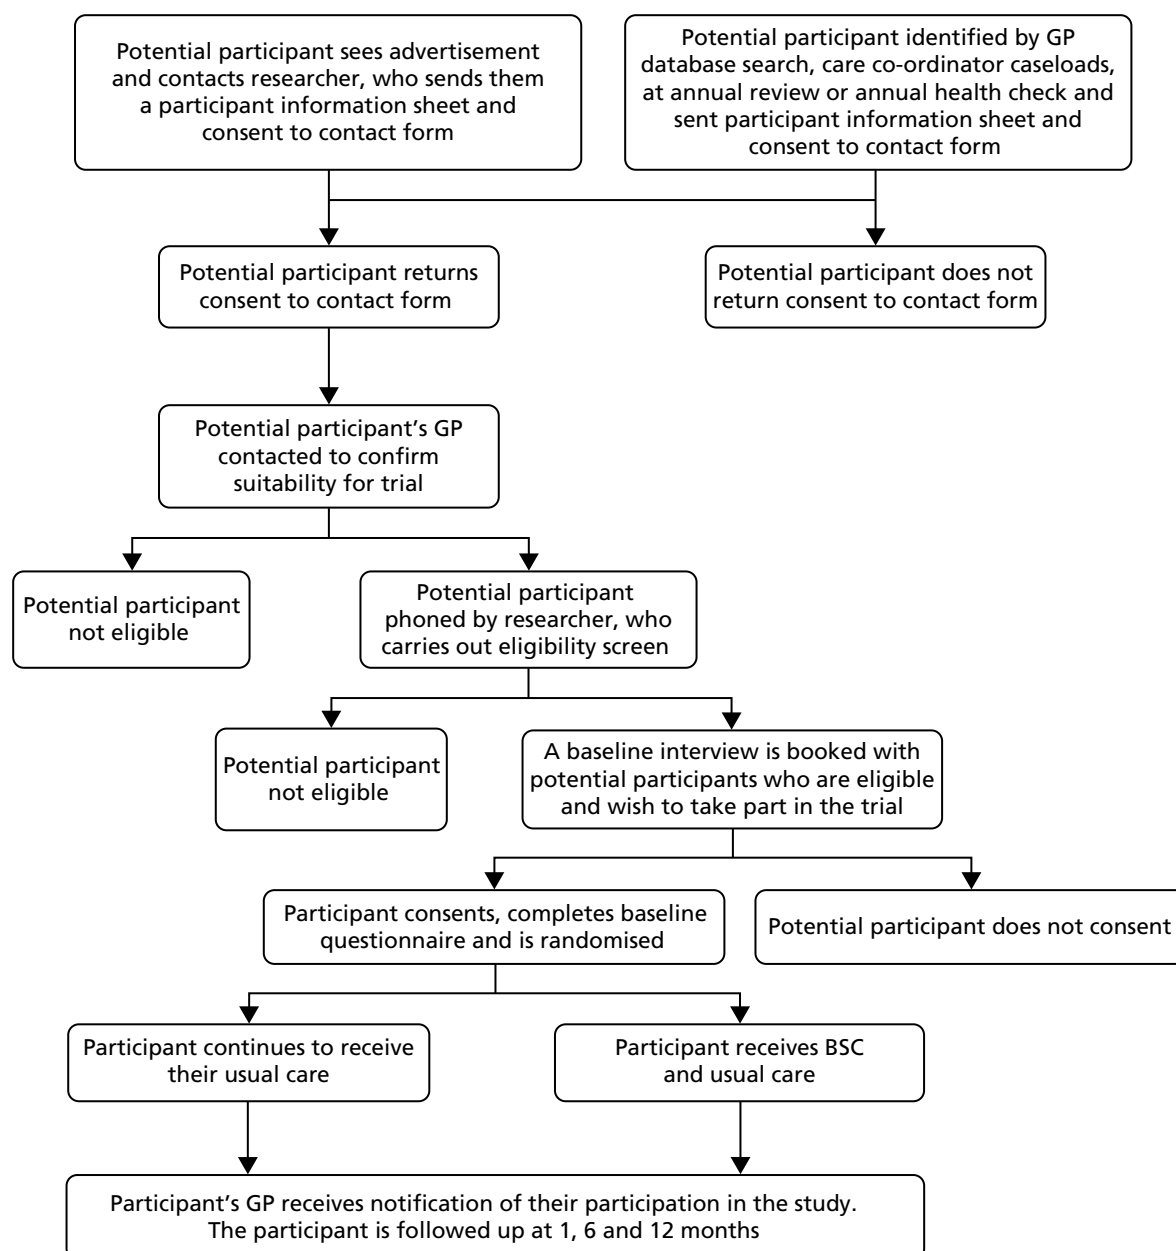 Potential participant sees advertisement
and contacts researcher, who sends them
a participant information sheet and
consent to contact form
Potential participant identified by GP
database search, care co-ordinator caseloads,
at annual review or annual health check and
sent participant information sheet and
consent to contact form
Potential participant returns
consent to contact form
Potential participant does not
return consent to contact form
Potential participant’s GP
contacted to confirm
suitability for trial
Potential participant
not eligible
Potential participant
phoned by researcher, who
carries out eligibility screen
Potential participant
not eligible
A baseline interview is booked with
potential participants who are eligible
and wish to take part in the trial
Participant consents, completes baseline
questionnaire and is randomised
Potential participant does not consent
Participant continues to receive
their usual care
Participant receives BSC
and usual care
Participant’s GP receives notification of their participation in the study.
The participant is followed up at 1, 6 and 12 months